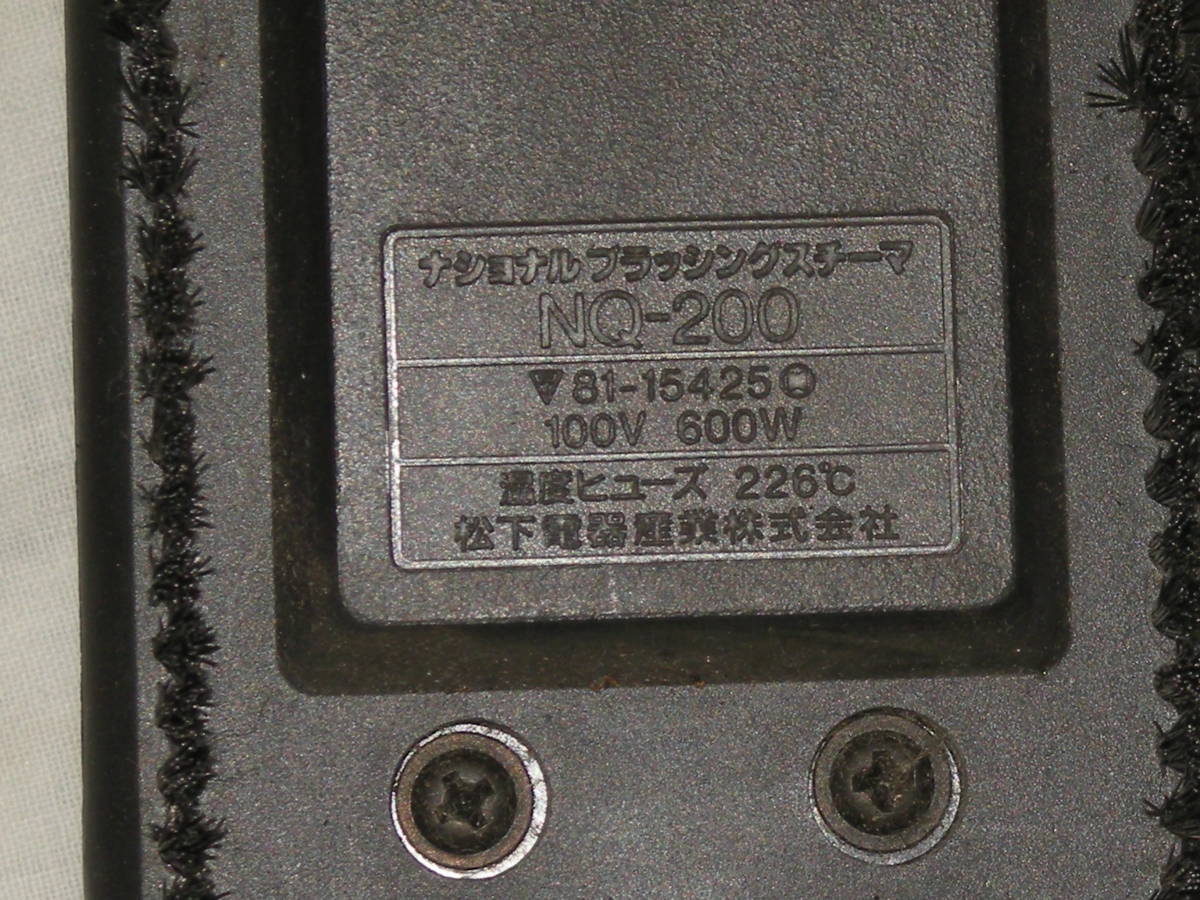 ナショナル ブラッシングスチーマ
NQ-200
▽81-15425
100V 600W
温度ヒューズ 226℃
松下電器産業株式会社